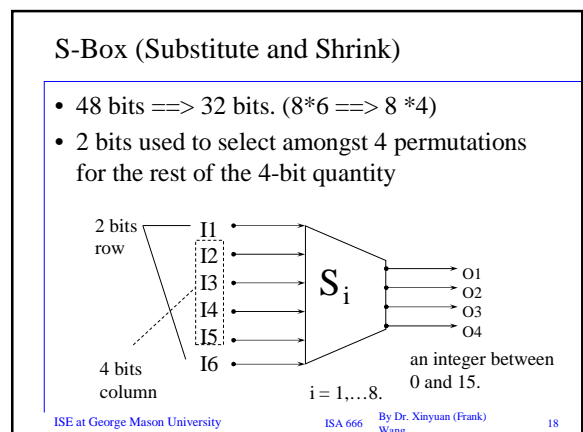 S-Box (Substitute and Shrink)
• 48 bits ==> 32 bits. (8*6 ==> 8 *4)
• 2 bits used to select amongst 4 permutations
for the rest of the 4-bit quantity
2 bits
row
I1
I2
I3
I4
I5
I6
4 bits
column
Si
O1
O2
O3
O4
an integer between
0 and 15.
i = 1,…8.
ISE at George Mason University
ISA 666
By Dr. Xinyuan (Frank)
Wang
18